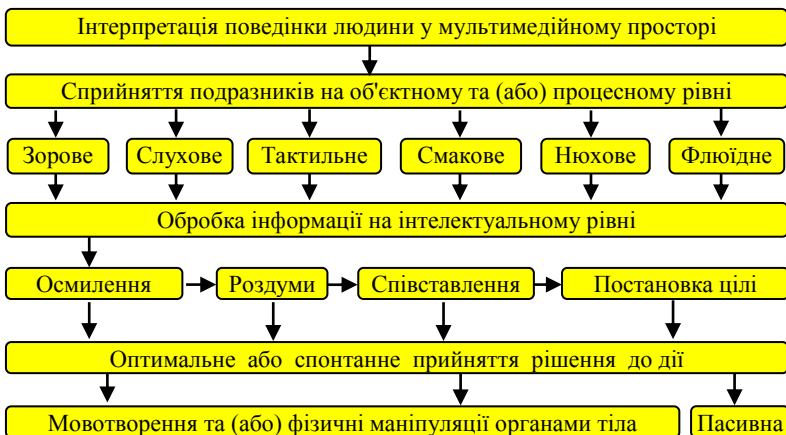 Інтерпретація поведінки людини у мультимедійному просторі
Сприйняття подразників на об'єктному та (або) процесному рівні
Зорове Слухове Тактильне Смакове Нюхове Флюїдне
Обробка інформації на інтелектуальному рівні
Осмилення Роздуми Співставлення Постановка цілі
Оптимальне або спонтанне прийняття рішення до дії
Мовотворення та (або) фізичні маніпуляції органами тіла Пасивна